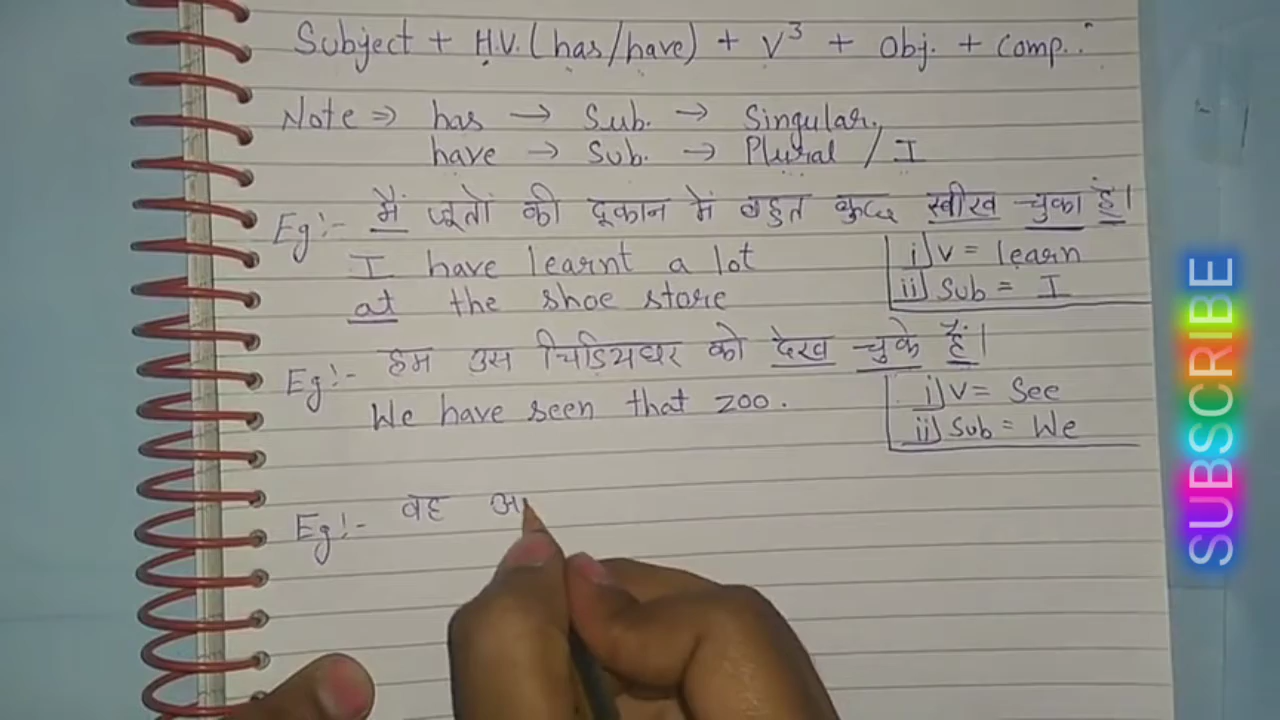 Subject + H.V. (has/have) + V³ + Obj. + Comp..
Note ⇒ has → Sub. → Singular.
have → Sub. → Plural / I
Eg:- मैं जूतों की दूकान में बहुत कुछ सीख चुका हूं।
I have learnt a lot
at the shoe store
i) V = learn
ii) Sub = I
Eg:- हम उस चिड़ियघर को देख चुके हैं।
We have seen that zoo.
i) V = See
ii) Sub = We
Eg:- वह अ
SUBSCRIBE